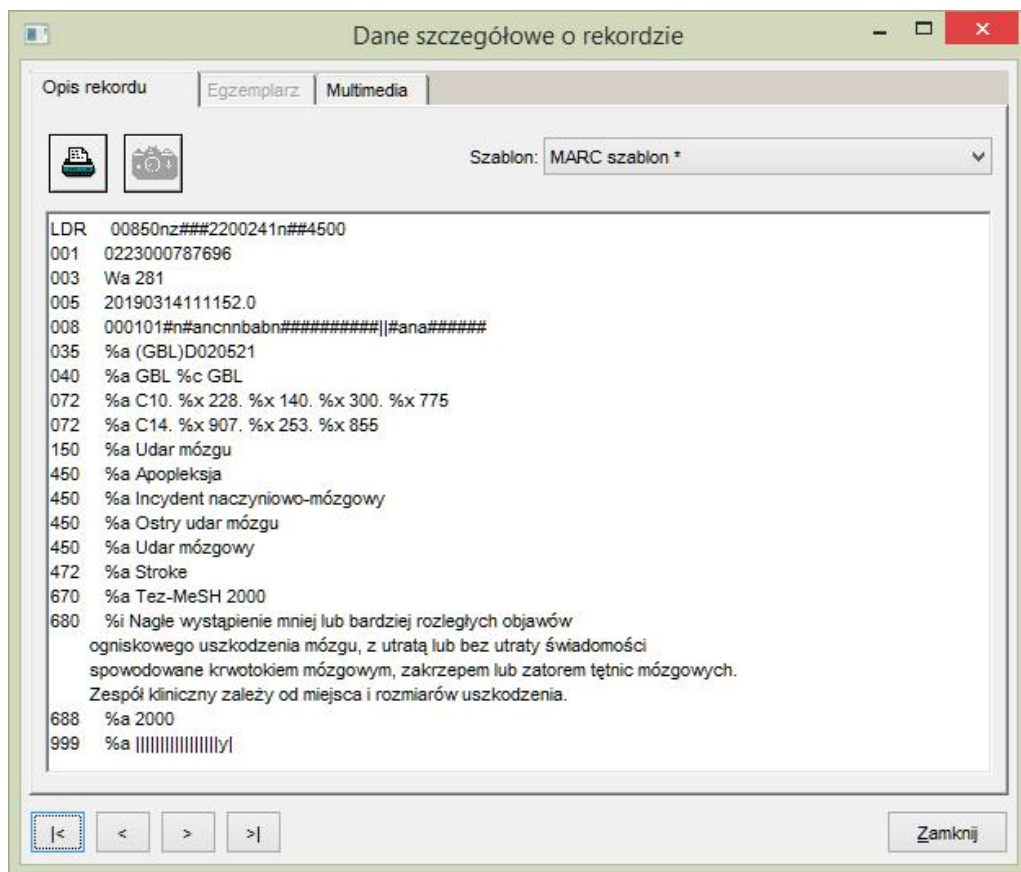 Dane szczegółowe o rekordzie
Opis rekordu
Egzemplarz
Multimedia
Szablon: MARC szablon *
LDR 00850nz###2200241n##4500
001 0223000787696
003 Wa 281
005 20190314111152.0
008 000101#n#ancnnbabn##########||#ana######
035 %a (GBL)D020521
040 %a GBL %c GBL
072 %a C10. %x 228. %x 140. %x 300. %x 775
072 %a C14. %x 907. %x 253. %x 855
150 %a Udar mózgu
450 %a Apopleksja
450 %a Incydent naczyniowo-mózgowy
450 %a Ostry udar mózgu
450 %a Udar mózgowy
472 %a Stroke
670 %a Tez-MeSH 2000
680 %i Nagłe wystąpienie mniej lub bardziej rozległych objawów
ogniskowego uszkodzenia mózgu, z utratą lub bez utraty świadomości
spowodowane krwotokiem mózgowym, zakrzepem lub zatorem tętnic mózgowych.
Zespół kliniczny zależy od miejsca i rozmiarów uszkodzenia.
688 %a 2000
999 %a |||||||||||||||||y|
|< < > >| Zamknij